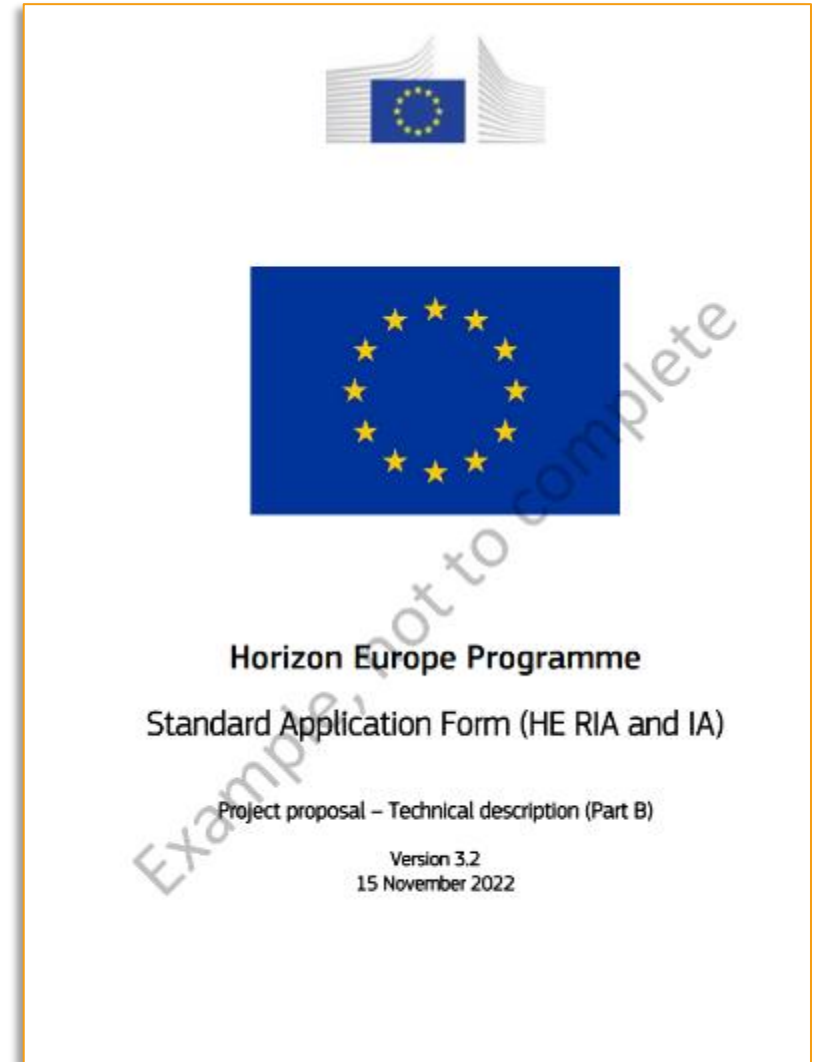 Horizon Europe Programme
Standard Application Form (HE RIA and IA)
Project proposal – Technical description (Part B)
Version 3.2
15 November 2022
Example, not to complete